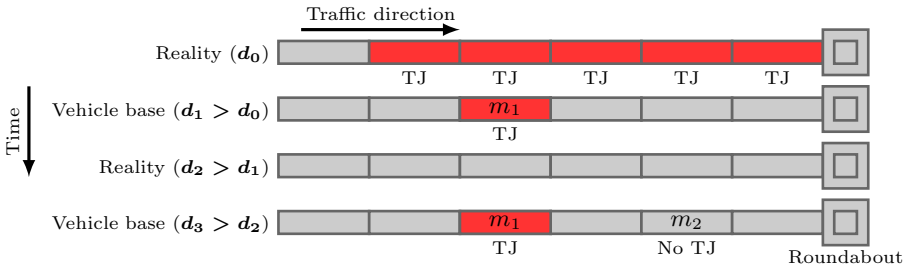 Traffic direction
Reality (d₀)
TJ TJ TJ TJ TJ
Time
Vehicle base (d₁ > d₀) m₁
TJ
Reality (d₂ > d₁)
Vehicle base (d₃ > d₂) m₁ m₂
TJ No TJ
Roundabout